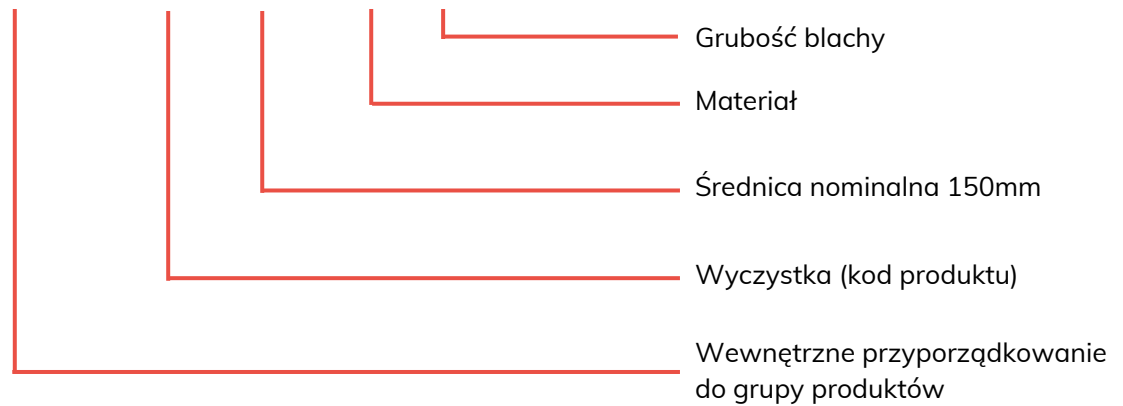 Grubość blachy
Materiał
Średnica nominalna 150mm
Wyczystka (kod produktu)
Wewnętrzne przyporządkowanie
do grupy produktów